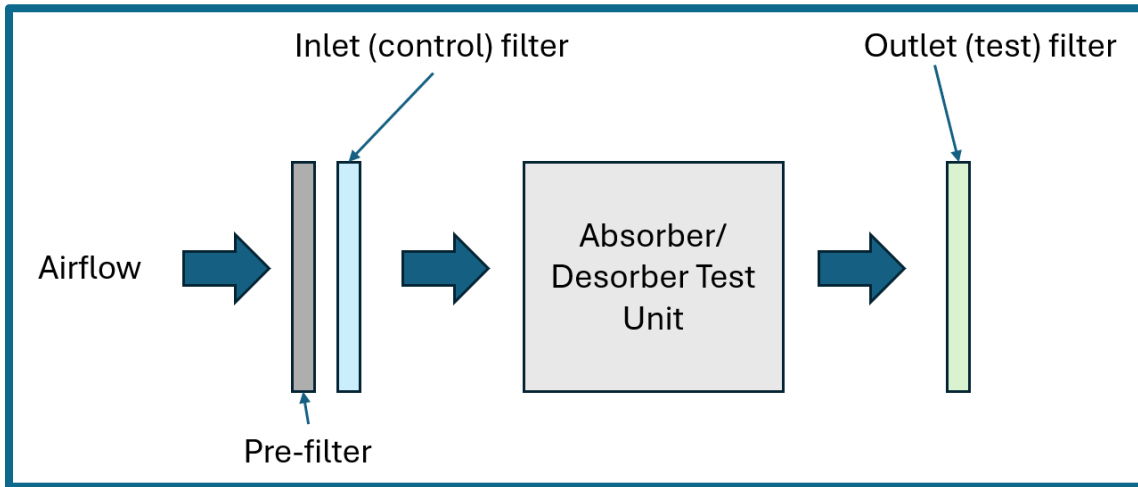 Inlet (control) filter
Outlet (test) filter
Airflow
Absorber/
Desorber Test
Unit
Pre-filter